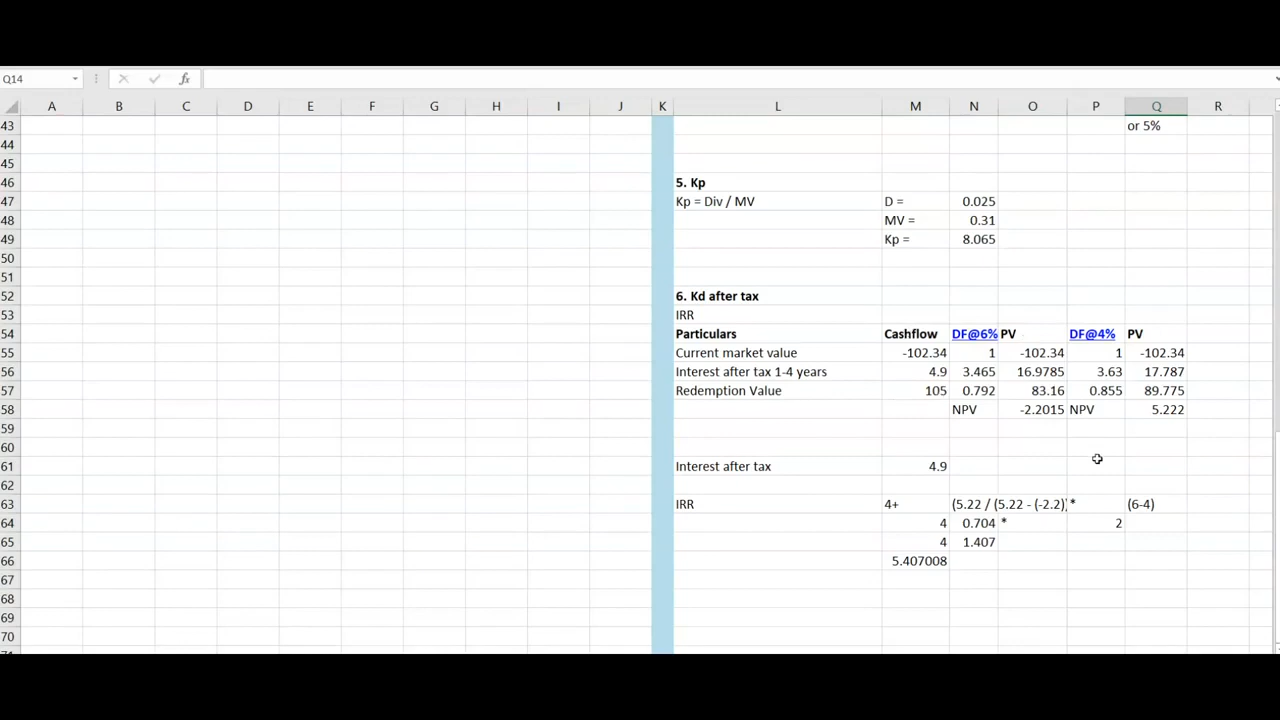 Q14
fx
A B C D E F G H I J K L M N O P Q R
43 or 5%
44
45
46 5. Kp
47 Kp = Div / MV D = 0.025
48 MV = 0.31
49 Kp = 8.065
50
51
52 6. Kd after tax
53 IRR
54 Particulars Cashflow DF@6% PV DF@4% PV
55 Current market value -102.34 1 -102.34 1 -102.34
56 Interest after tax 1-4 years 4.9 3.465 16.9785 3.63 17.787
57 Redemption Value 105 0.792 83.16 0.855 89.775
58 NPV -2.2015 NPV 5.222
59
60
61 Interest after tax 4.9
62
63 IRR 4+ (5.22 / (5.22 - (-2.2)) * (6-4)
64 4 0.704 * 2
65 4 1.407
66 5.407008
67
68
69
70